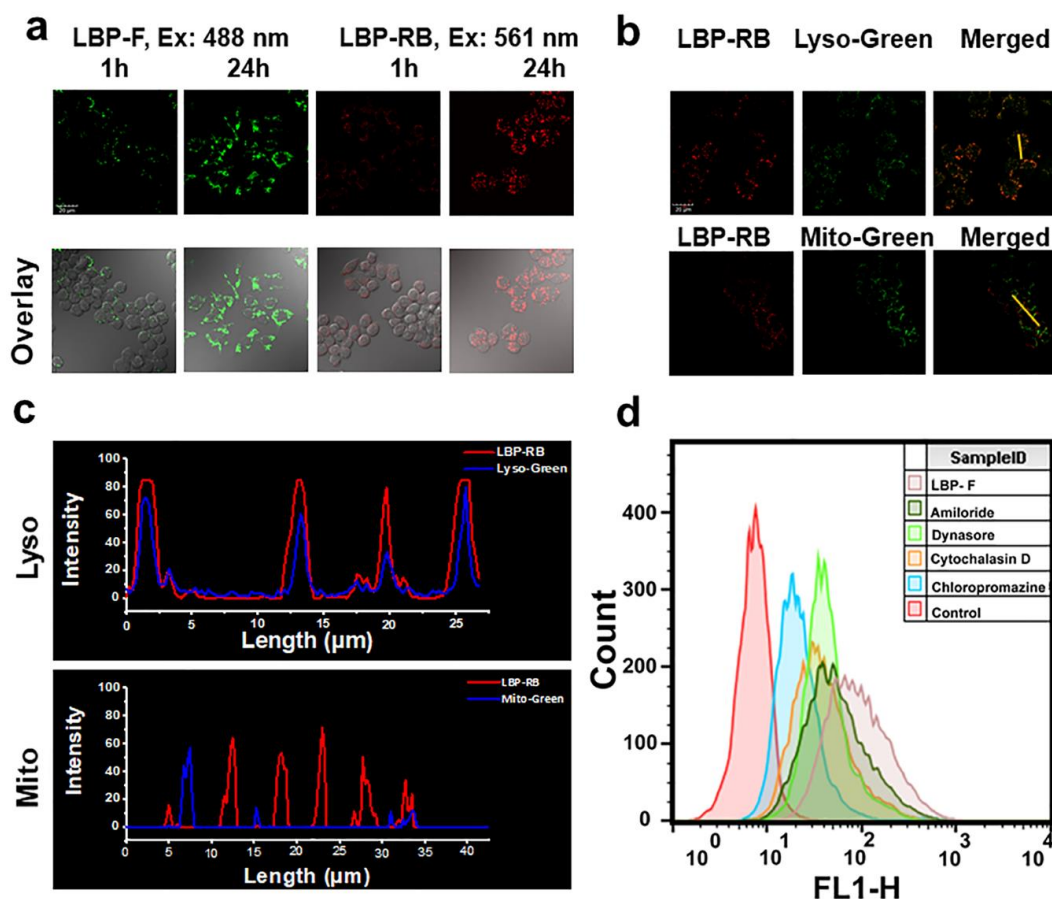 a
LBP-F, Ex: 488 nm
1h 24h
LBP-RB, Ex: 561 nm
1h 24h
20 µm
Overlay
b
LBP-RB Lyso-Green Merged
20 µm
LBP-RB Mito-Green Merged
c
Lyso
Intensity
100
80
60
40
20
0
LBP-RB
Lyso-Green
0 5 10 15 20 25
Length (µm)
Mito
Intensity
100
80
60
40
20
0
LBP-RB
Mito-Green
0 5 10 15 20 25 30 35 40
Length (µm)
d
Count
400
300
200
100
0
SampleID
LBP- F
Amiloride
Dynasore
Cytochalasin D
Chloropromazine
Control
10 0 10 1 10 2 10 3 10 4
FL1-H